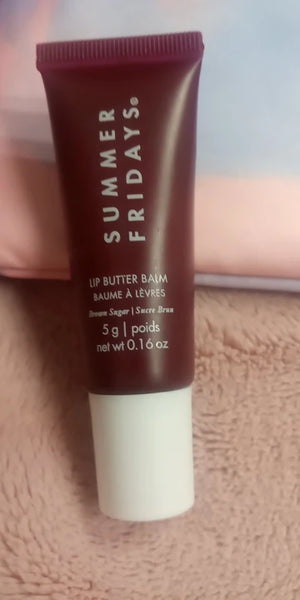 SUMMER
FRIDAYS®
LIP BUTTER BALM
BAUME À LÈVRES
Brown Sugar | Sucre Brun
5 g | poids
net wt 0.16 oz